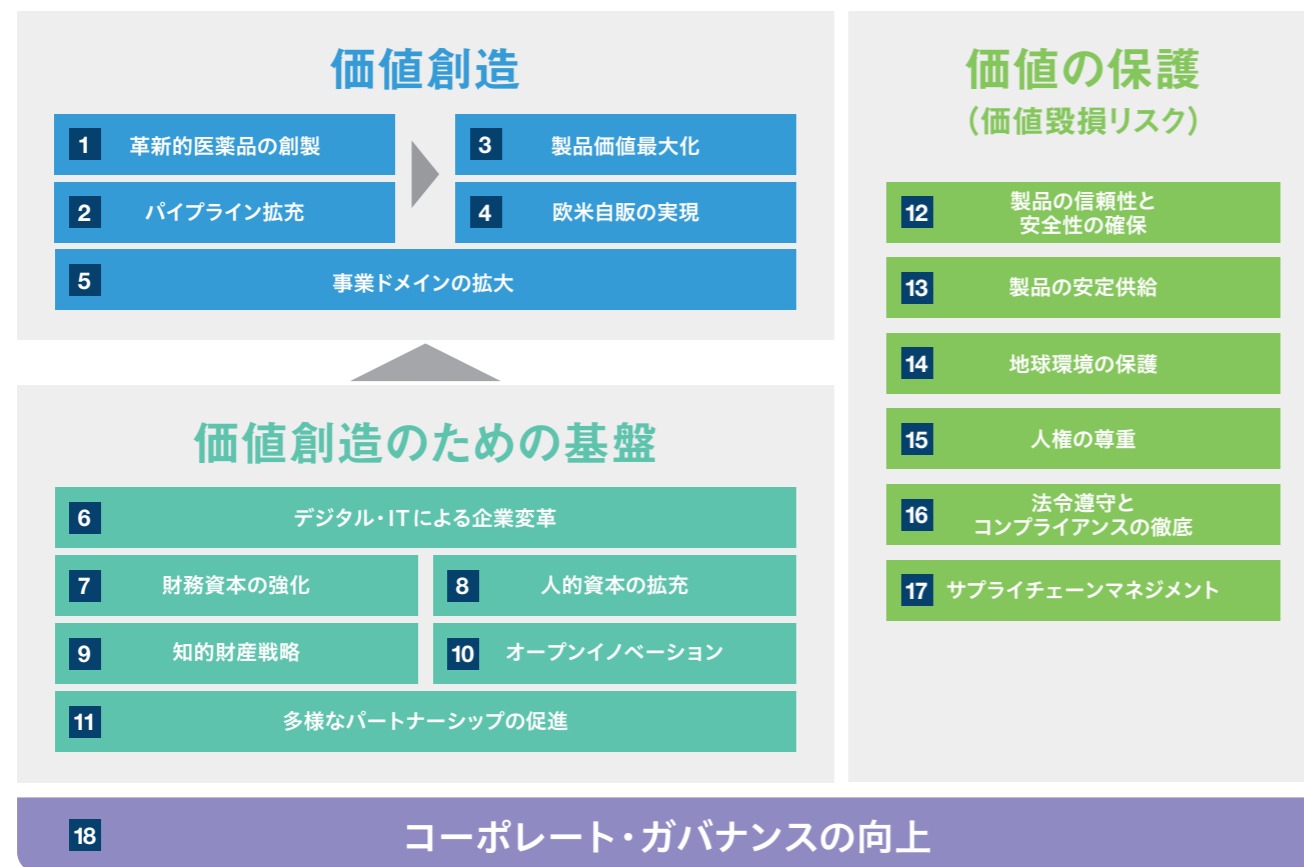 価値創造
1 革新的医薬品の創製
2 パイプライン拡充
3 製品価値最大化
4 欧米自販の実現
5 事業ドメインの拡大
価値創造のための基盤
6 デジタル・ITによる企業変革
7 財務資本の強化
8 人的資本の拡充
9 知的財産戦略
10 オープンイノベーション
11 多様なパートナーシップの促進
価値の保護
（価値毀損リスク）
12 製品の信頼性と
安全性の確保
13 製品の安定供給
14 地球環境の保護
15 人権の尊重
16 法令遵守と
コンプライアンスの徹底
17 サプライチェーンマネジメント
18 コーポレート・ガバナンスの向上